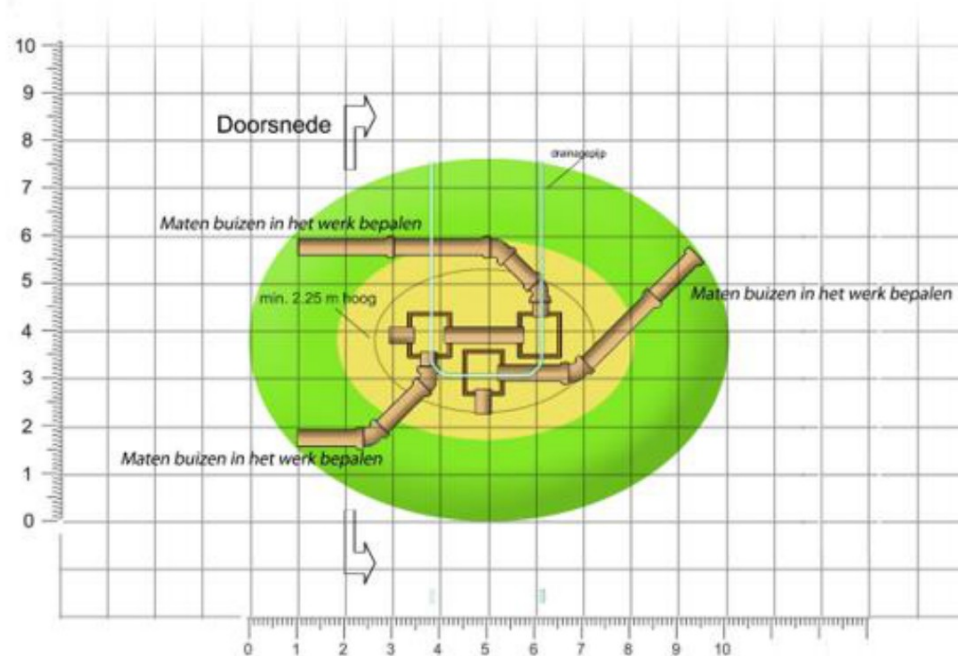 10
9
8
7
6
5
4
3
2
1
0
Doorsnede
drainagepijp
Maten buizen in het werk bepalen
min. 2.25 m hoog
Maten buizen in het werk bepalen
Maten buizen in het werk bepalen
0 1 2 3 4 5 6 7 8 9 10